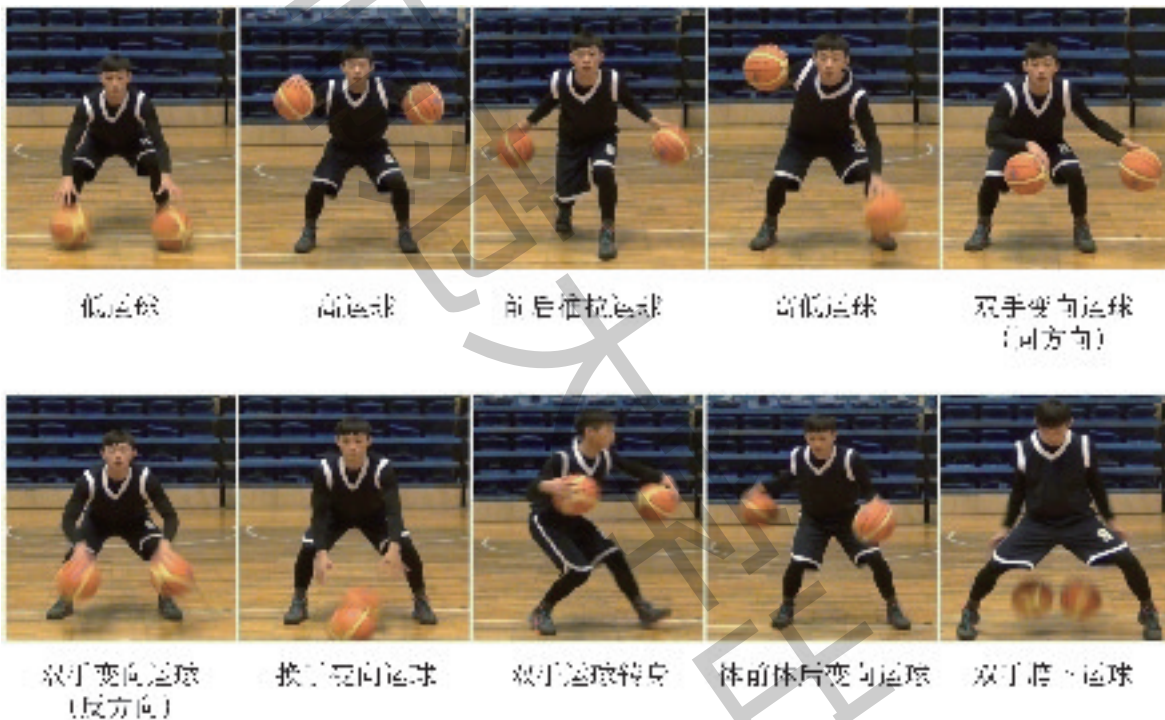 低运球
高运球
前后推拉运球
高低运球
双手变向运球
（同方向）
双手变向运球
（反方向）
换手变向运球
双手运球转身
体前体后变向运球
双手胯下运球